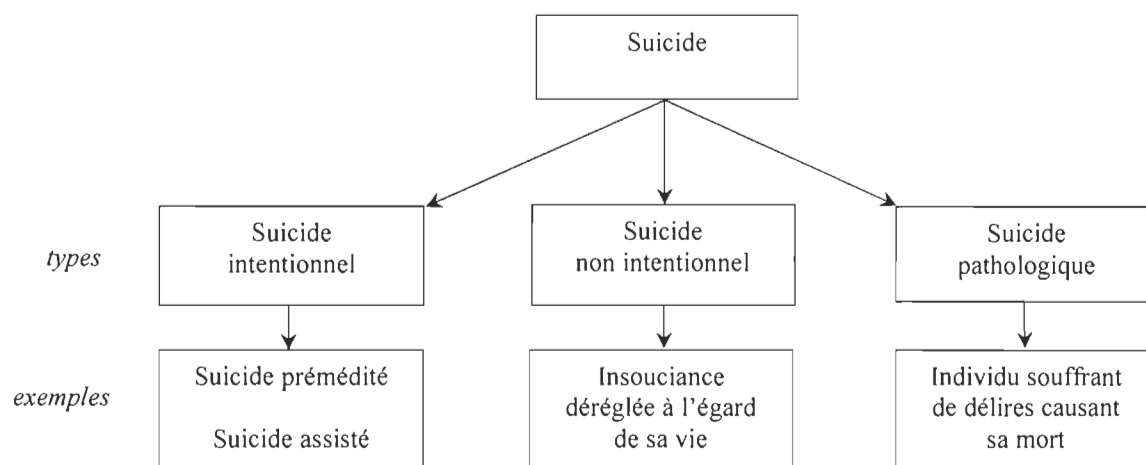 Suicide
types
Suicide
intentionnel
Suicide
non intentionnel
Suicide
pathologique
exemples
Suicide prémédité
Suicide assisté
Insouciance
déréglée à l'égard
de sa vie
Individu souffrant
de délires causant
sa mort